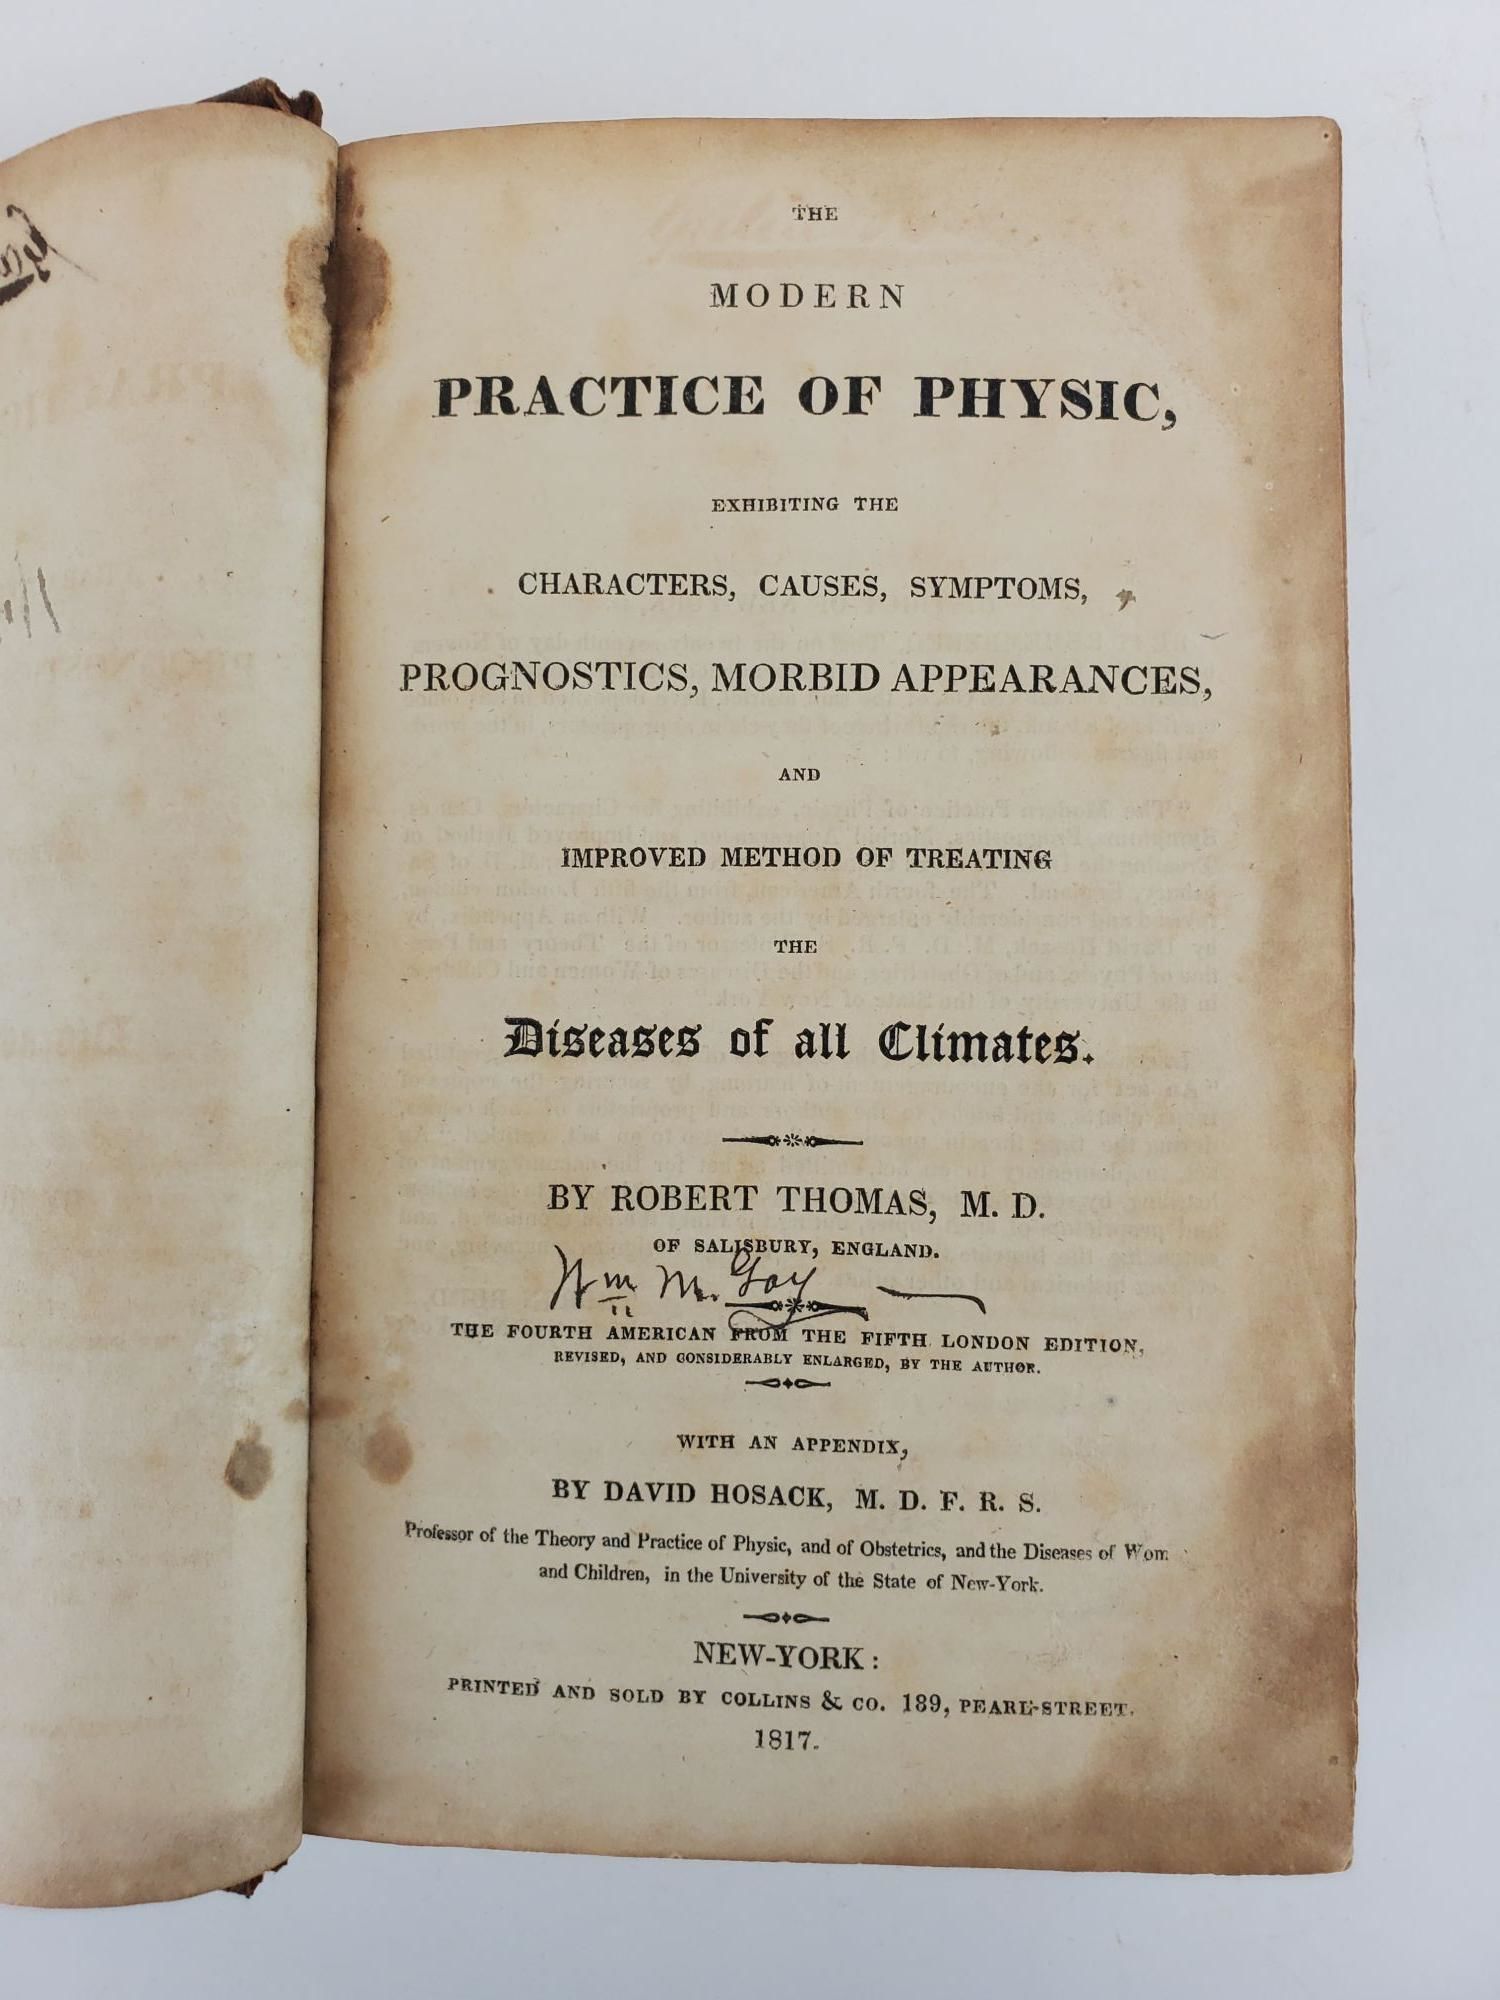 THE
MODERN
PRACTICE OF PHYSIC,
EXHIBITING THE
CHARACTERS, CAUSES, SYMPTOMS,
PROGNOSTICS, MORBID APPEARANCES,
AND
IMPROVED METHOD OF TREATING
THE
Diseases of all Climates.
BY ROBERT THOMAS, M. D.
OF SALISBURY, ENGLAND.
Wm M. Goy
THE FOURTH AMERICAN FROM THE FIFTH LONDON EDITION,
REVISED, AND CONSIDERABLY ENLARGED, BY THE AUTHOR.
WITH AN APPENDIX,
BY DAVID HOSACK, M. D. F. R. S.
Professor of the Theory and Practice of Physic, and of Obstetrics, and the Diseases of Wom
and Children, in the University of the State of New-York.
NEW-YORK:
PRINTED AND SOLD BY COLLINS & CO. 189, PEARL-STREET.
1817.